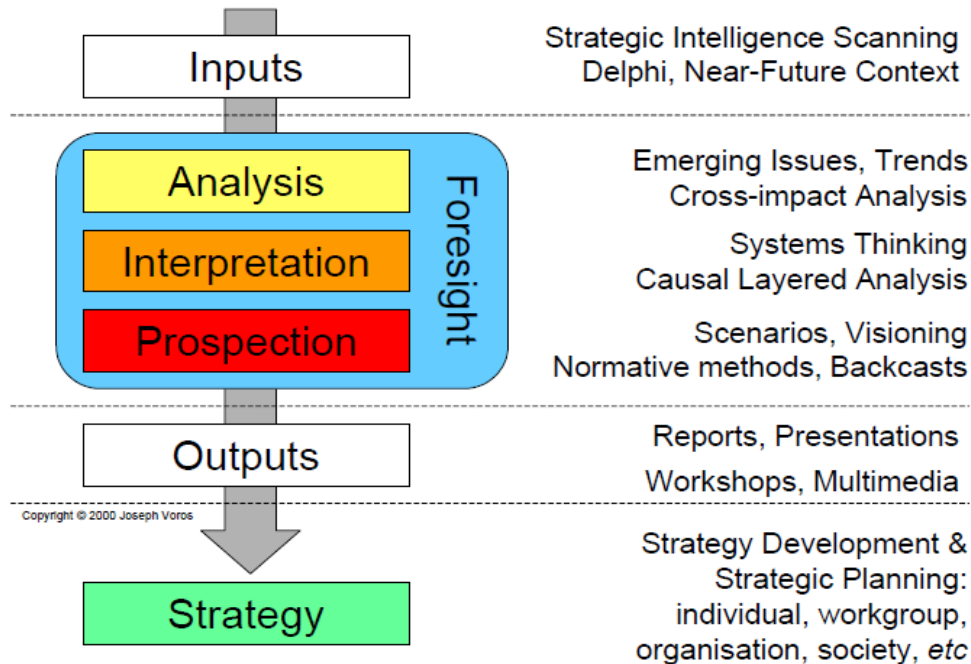 Inputs
Strategic Intelligence Scanning
Delphi, Near-Future Context
Foresight
Analysis
Emerging Issues, Trends
Cross-impact Analysis
Interpretation
Systems Thinking
Causal Layered Analysis
Prospection
Scenarios, Visioning
Normative methods, Backcasts
Outputs
Reports, Presentations
Workshops, Multimedia
Copyright © 2000 Joseph Voros
Strategy
Strategy Development &
Strategic Planning:
individual, workgroup,
organisation, society, etc